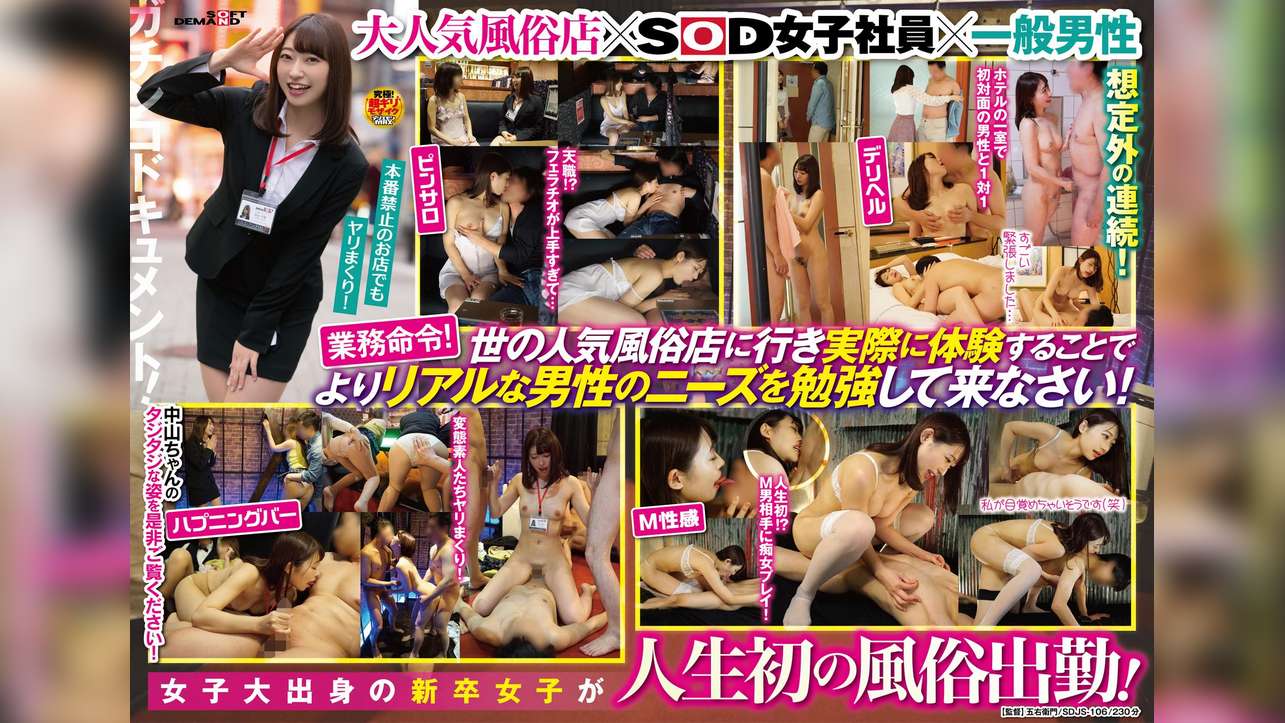 ガチンコドキュメント!
SOFT
DEMAND
大人気風俗店×SOD女子社員×一般男性
究極!
超ギリ
モザイク
本番禁止のお店でも
ヤリまくり!
ピンサロ
天職!?
フェラチオが上手すぎて…
デリヘル
ホテルの一室で
初対面の男性と1対1
想定外の連続!
すごい
緊張しました…
業務命令!
世の人気風俗店に行き実際に体験することで
よりリアルな男性のニーズを勉強して来なさい!
中山ちゃんの
タジタジな姿を是非ご覧ください!
ハプニングバー
変態素人たちヤリまくり!
M性感
人生初!?
M男相手に痴女プレイ!
私が目覚めちゃいそうです(笑)
女子大出身の新卒女子が
人生初の風俗出勤!
[監督]五右衛門/SDJS-106/230分